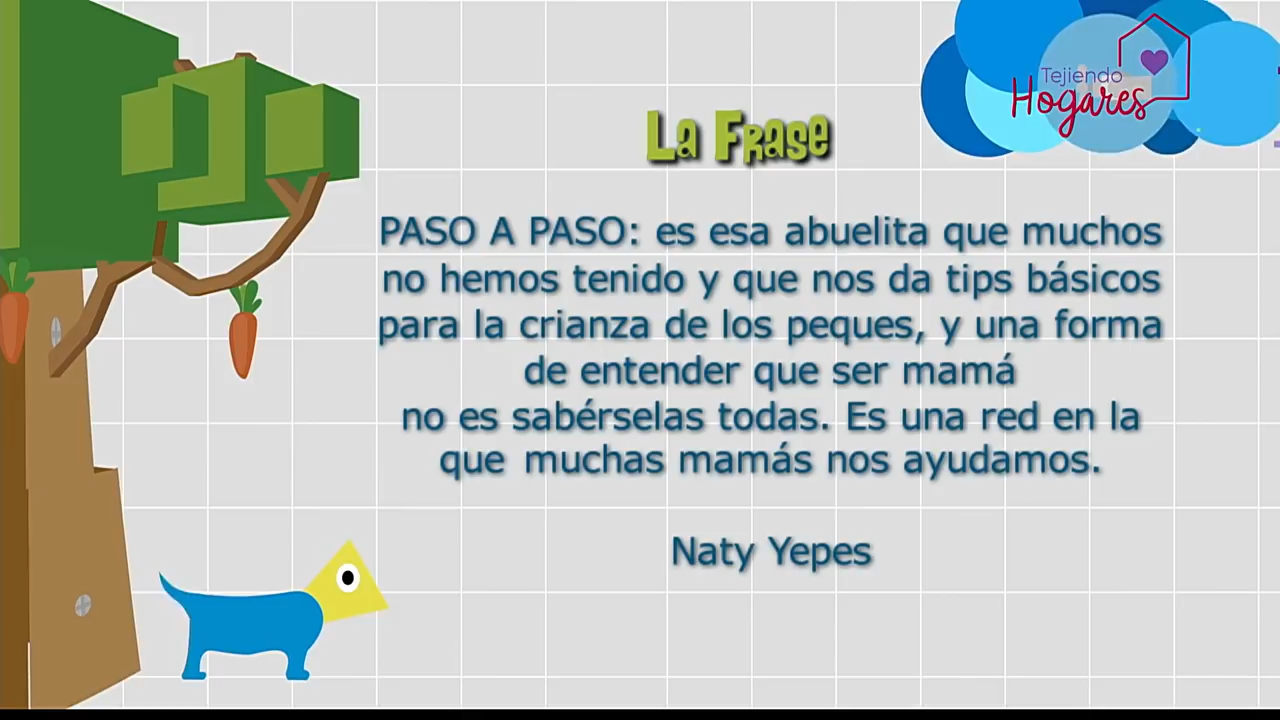 Tejiendo
Hogares
La Frase
PASO A PASO: es esa abuelita que muchos
no hemos tenido y que nos da tips básicos
para la crianza de los peques, y una forma
de entender que ser mamá
no es sabérselas todas. Es una red en la
que muchas mamás nos ayudamos.
Naty Yepes